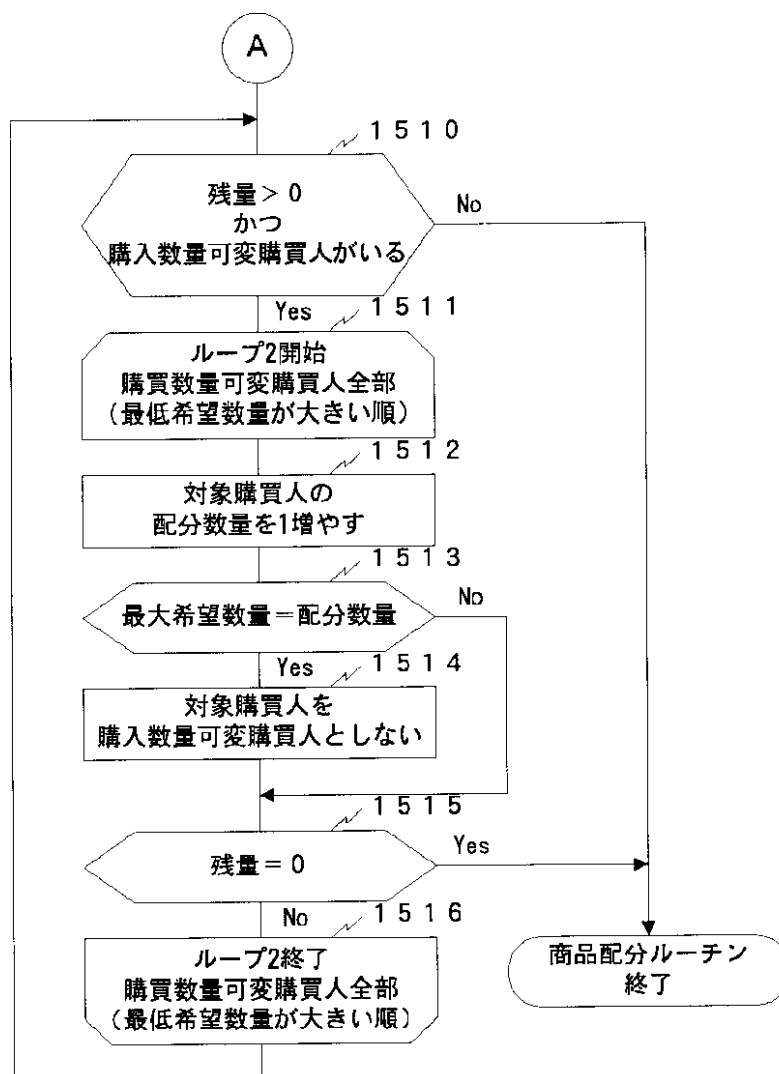 A
1510
残量>0
かつ
購入数量可変購買人がいる
No
Yes
1511
ループ2開始
購買数量可変購買人全部
(最低希望数量が大きい順)
1512
対象購買人の
配分数量を1増やす
1513
最大希望数量=配分数量
No
Yes
1514
対象購買人を
購入数量可変購買人としない
1515
残量=0
Yes
No
1516
ループ2終了
購買数量可変購買人全部
(最低希望数量が大きい順)
商品配分ルーチン
終了